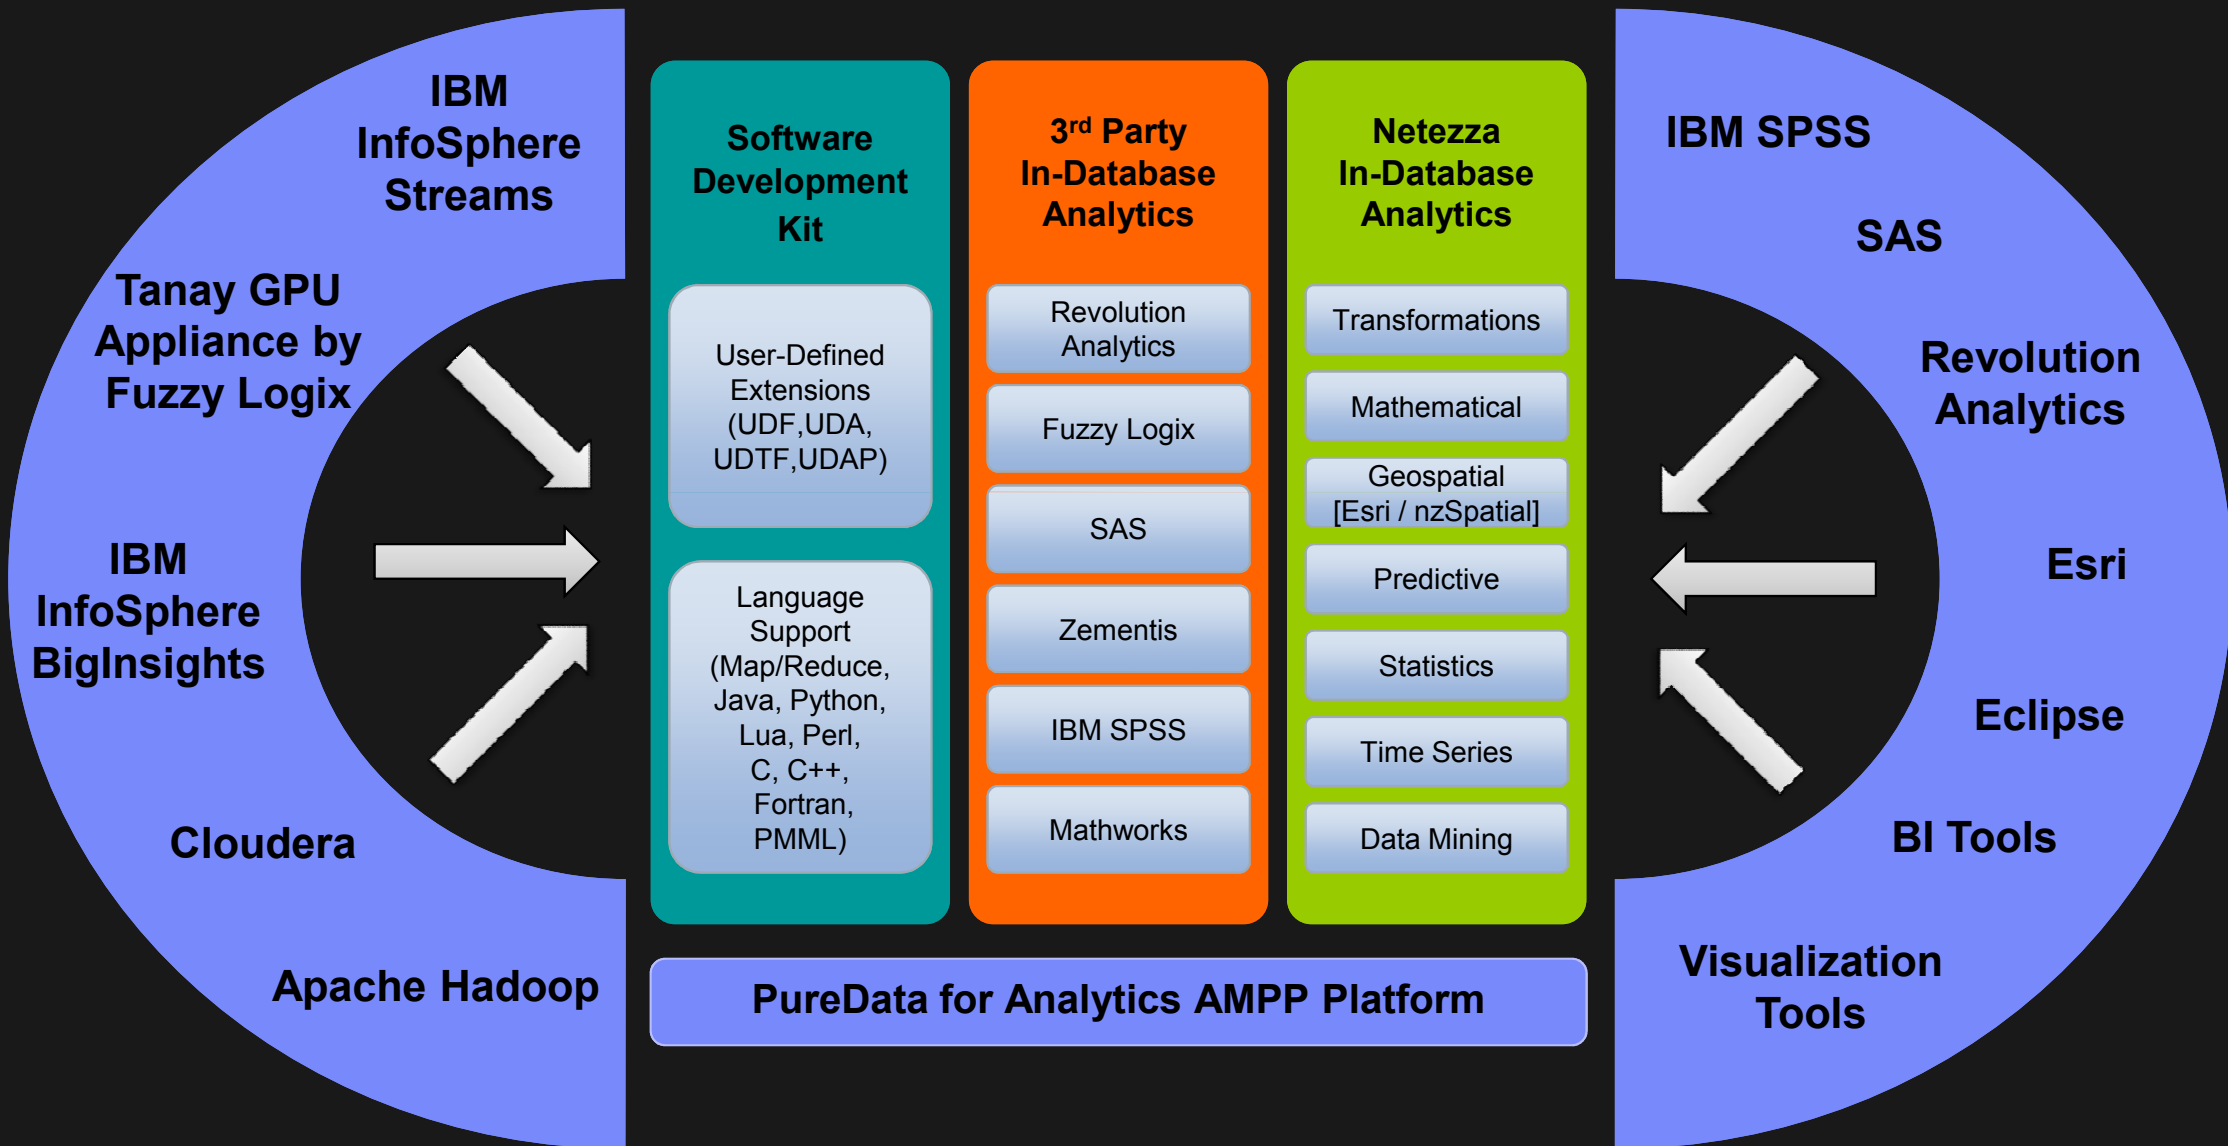 IBM
InfoSphere
Streams
Tanay GPU
Appliance by
Fuzzy Logix
IBM
InfoSphere
BigInsights
Cloudera
Apache Hadoop
Software
Development
Kit
User-Defined
Extensions
(UDF,UDA,
UDTF,UDAP)
Language
Support
(Map/Reduce,
Java, Python,
Lua, Perl,
C, C++,
Fortran,
PMML)
3rd Party
In-Database
Analytics
Revolution
Analytics
Fuzzy Logix
SAS
Zementis
IBM SPSS
Mathworks
Netezza
In-Database
Analytics
Transformations
Mathematical
Geospatial
[Esri / nzSpatial]
Predictive
Statistics
Time Series
Data Mining
PureData for Analytics AMPP Platform
IBM SPSS
SAS
Revolution
Analytics
Esri
Eclipse
BI Tools
Visualization
Tools